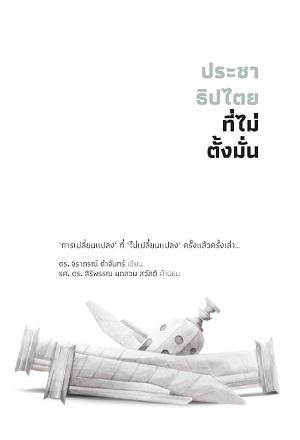 ประชา
ธิปไตย
ที่ไม่
ตั้งมั่น
'การเปลี่ยนแปลง' ที่ 'ไม่เปลี่ยนแปลง' ครั้งแล้วครั้งเล่า...
ดร. จิราภรณ์ ดำจันทร์ เขียน
รศ. ดร. สิริพรรณ นกสวน สวัสดี คำนิยม